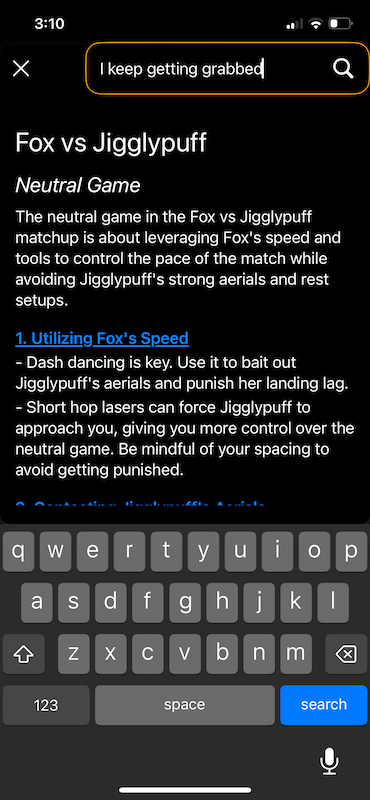 3:10
I keep getting grabbed
Fox vs Jigglypuff
Neutral Game
The neutral game in the Fox vs Jigglypuff
matchup is about leveraging Fox's speed and
tools to control the pace of the match while
avoiding Jigglypuff's strong aerials and rest
setups.
1. Utilizing Fox's Speed
- Dash dancing is key. Use it to bait out
Jigglypuff's aerials and punish her landing lag.
- Short hop lasers can force Jigglypuff to
approach you, giving you more control over the
neutral game. Be mindful of your spacing to
avoid getting punished.
2. Contesting Jigglypuff's Aerials
q w e r t y u i o p
a s d f g h j k l
z x c v b n m
123 space search